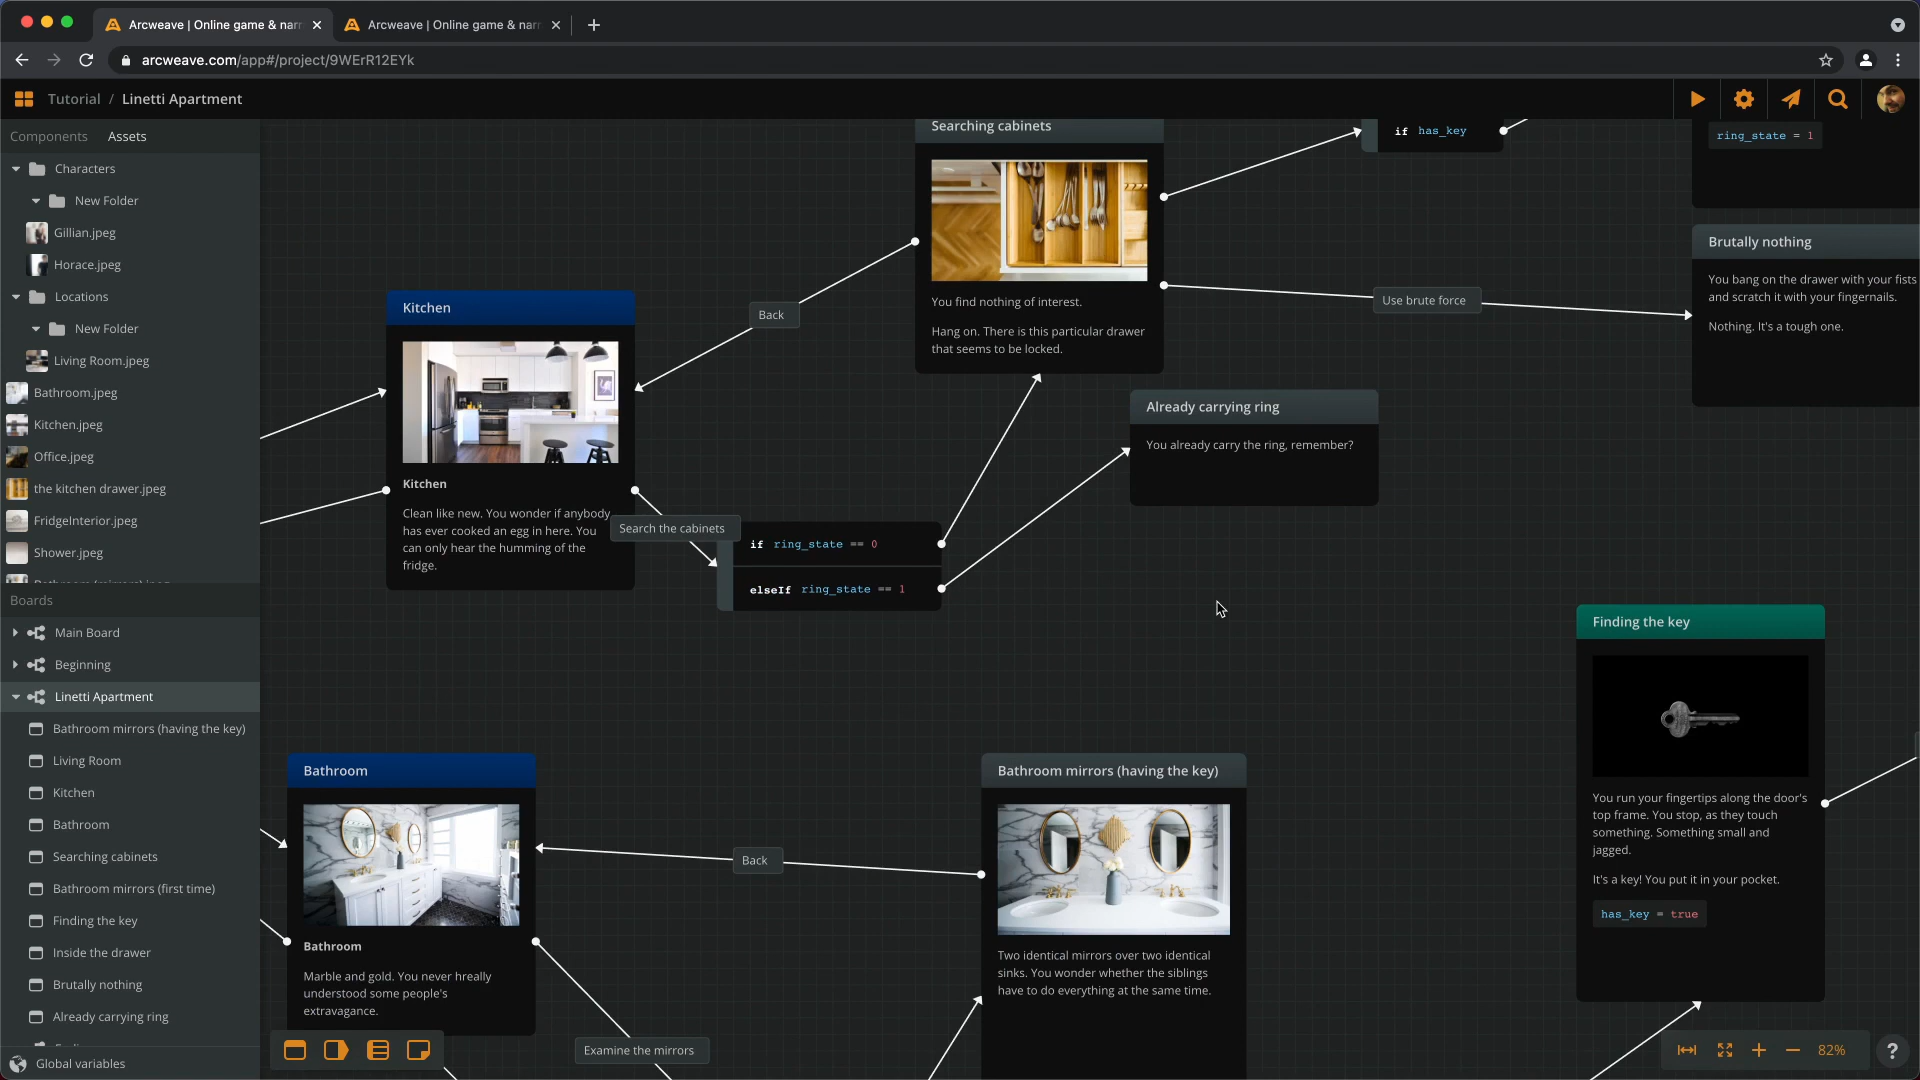 Arcweave | Online game & narr
Arcweave | Online game & narr
arcweave.com/app#/project/9WErR12EYk
Tutorial / Linetti Apartment
Components Assets
Characters
New Folder
Gillian.jpeg
Horace.jpeg
Locations
New Folder
Living Room.jpeg
Bathroom.jpeg
Kitchen.jpeg
Office.jpeg
the kitchen drawer.jpeg
FridgeInterior.jpeg
Shower.jpeg
Boards
Main Board
Beginning
Linetti Apartment
Bathroom mirrors (having the key)
Living Room
Kitchen
Bathroom
Searching cabinets
Bathroom mirrors (first time)
Finding the key
Inside the drawer
Brutally nothing
Already carrying ring
Global variables
Searching cabinets
You find nothing of interest.
Hang on. There is this particular drawer
that seems to be locked.
if has_key
ring_state = 1
Brutally nothing
You bang on the drawer with your fists
and scratch it with your fingernails.
Nothing. It's a tough one.
Use brute force
Back
Kitchen
Kitchen
Clean like new. You wonder if anybody
has ever cooked an egg in here. You
can only hear the humming of the
fridge.
Search the cabinets
if ring_state == 0
elseIf ring_state == 1
Already carrying ring
You already carry the ring, remember?
Finding the key
You run your fingertips along the door's
top frame. You stop, as they touch
something. Something small and
jagged.
It's a key! You put it in your pocket.
has_key = true
Bathroom
Bathroom
Marble and gold. You never hreally
understood some people's
extravagance.
Back
Examine the mirrors
Bathroom mirrors (having the key)
Two identical mirrors over two identical
sinks. You wonder whether the siblings
have to do everything at the same time.
82%
?